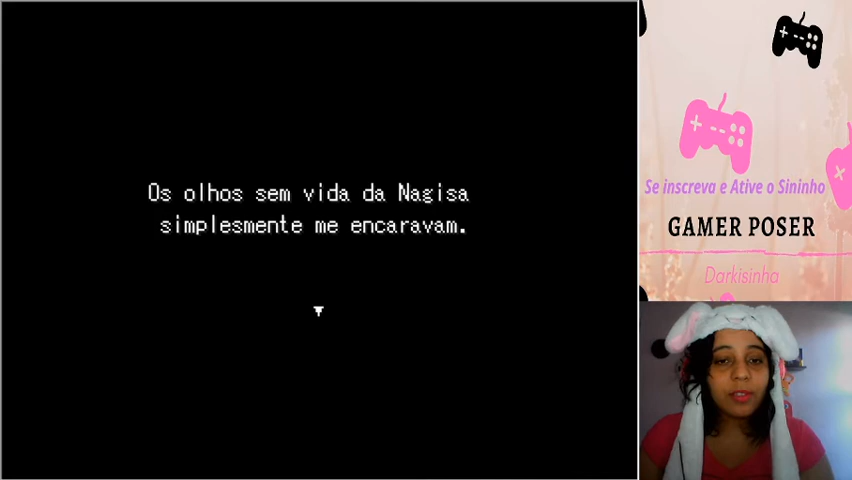 Os olhos sem vida da Nagisa
simplesmente me encaravam.
Se inscreva e Ative o Sininho
GAMER POSER
Darkisinha